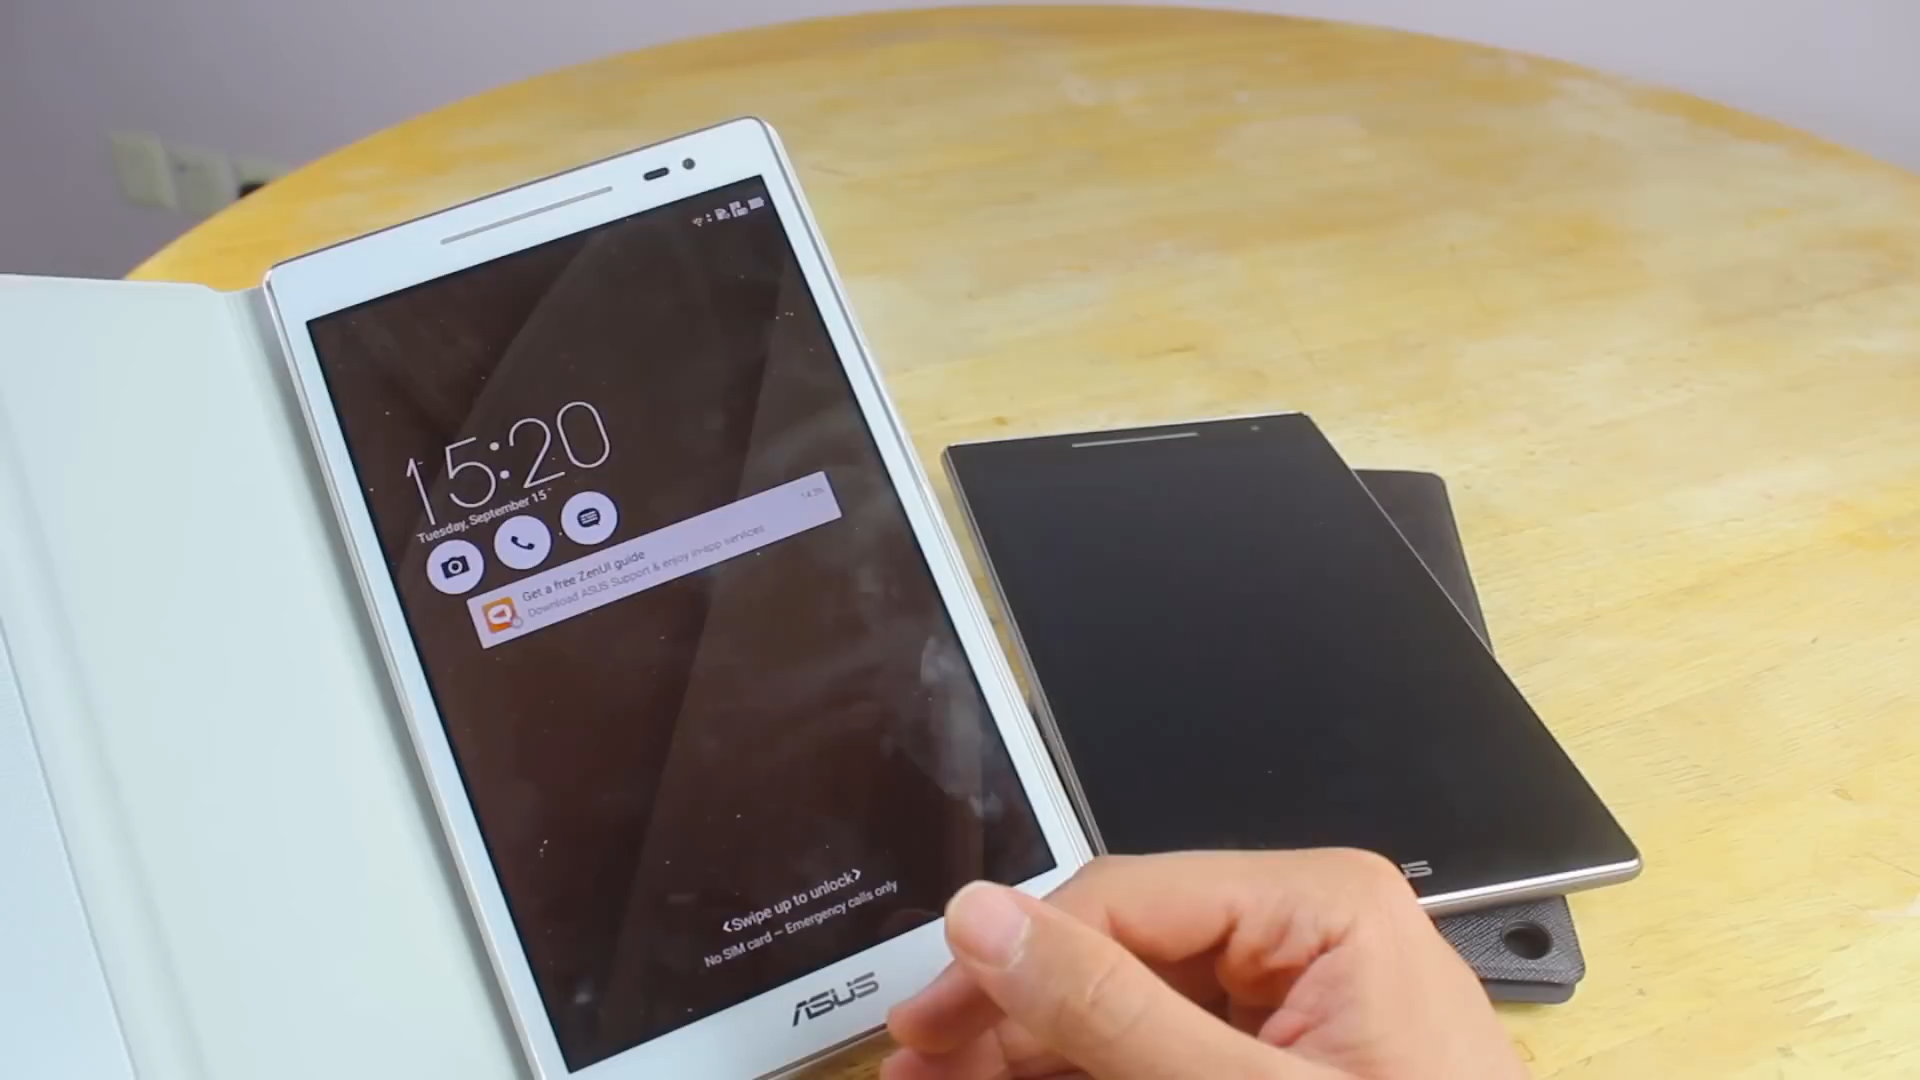 15:20
Tuesday, September 15
Get a free ZenUI guide
Download ASUS Support & enjoy in-app services
<Swipe up to unlock>
No SIM card — Emergency calls only
ASUS